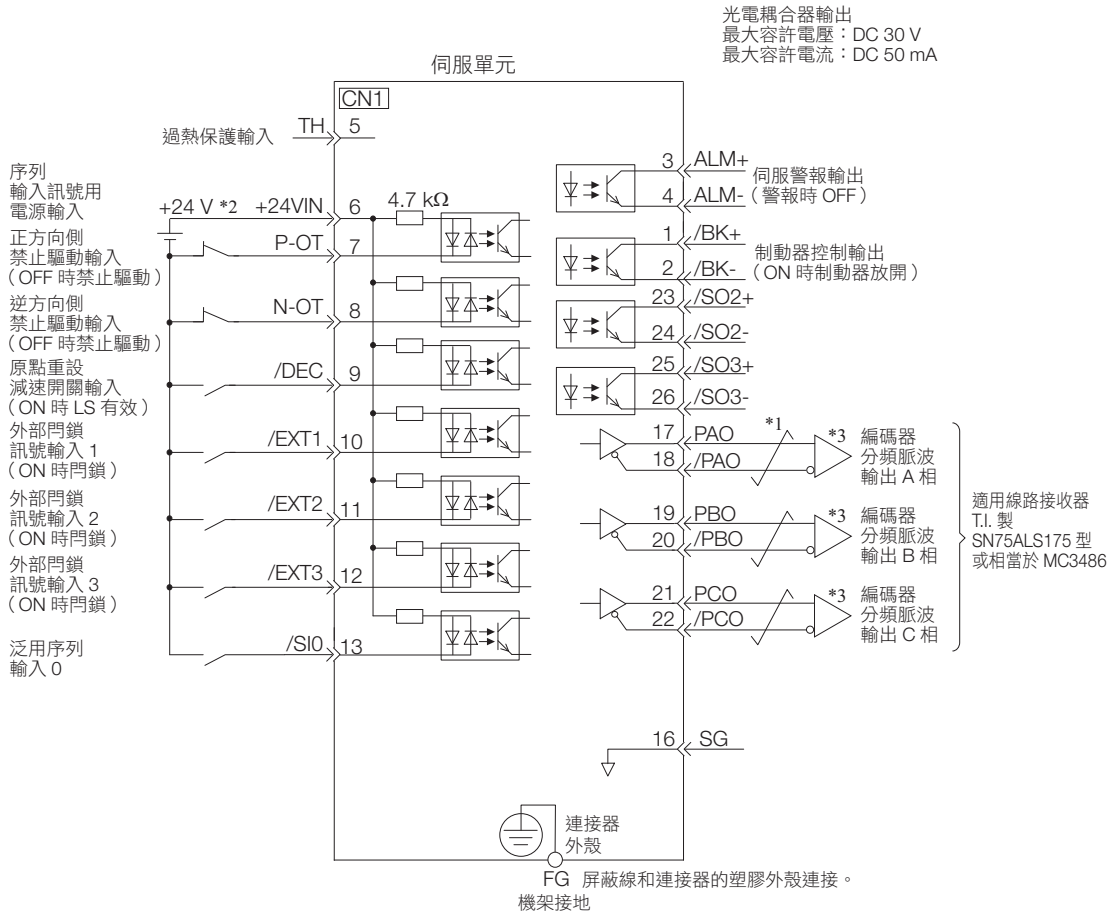 光電耦合器輸出
最大容許電壓：DC 30 V
最大容許電流：DC 50 mA
伺服單元
CN1
過熱保護輸入
TH 5
序列
輸入訊號用
電源輸入
+24 V *2 +24VIN 6
4.7 kΩ
正方向側
禁止驅動輸入
（OFF 時禁止驅動）
P-OT 7
逆方向側
禁止驅動輸入
（OFF 時禁止驅動）
N-OT 8
原點重設
減速開關輸入
（ON 時 LS 有效）
/DEC 9
外部閂鎖
訊號輸入 1
（ON 時閂鎖）
/EXT1 10
外部閂鎖
訊號輸入 2
（ON 時閂鎖）
/EXT2 11
外部閂鎖
訊號輸入 3
（ON 時閂鎖）
/EXT3 12
泛用序列
輸入 0
/SI0 13
3 ALM+
4 ALM-
伺服警報輸出
（警報時 OFF）
1 /BK+
2 /BK-
制動器控制輸出
（ON 時制動器放開）
23 /SO2+
24 /SO2-
25 /SO3+
26 /SO3-
17 PAO
18 /PAO
*1
*3
編碼器
分頻脈波
輸出 A 相
19 PBO
20 /PBO
*3
編碼器
分頻脈波
輸出 B 相
21 PCO
22 /PCO
*3
編碼器
分頻脈波
輸出 C 相
適用線路接收器
T.I. 製
SN75ALS175 型
或相當於 MC3486
16 SG
連接器
外殼
FG 屏蔽線和連接器的塑膠外殼連接。
機架接地